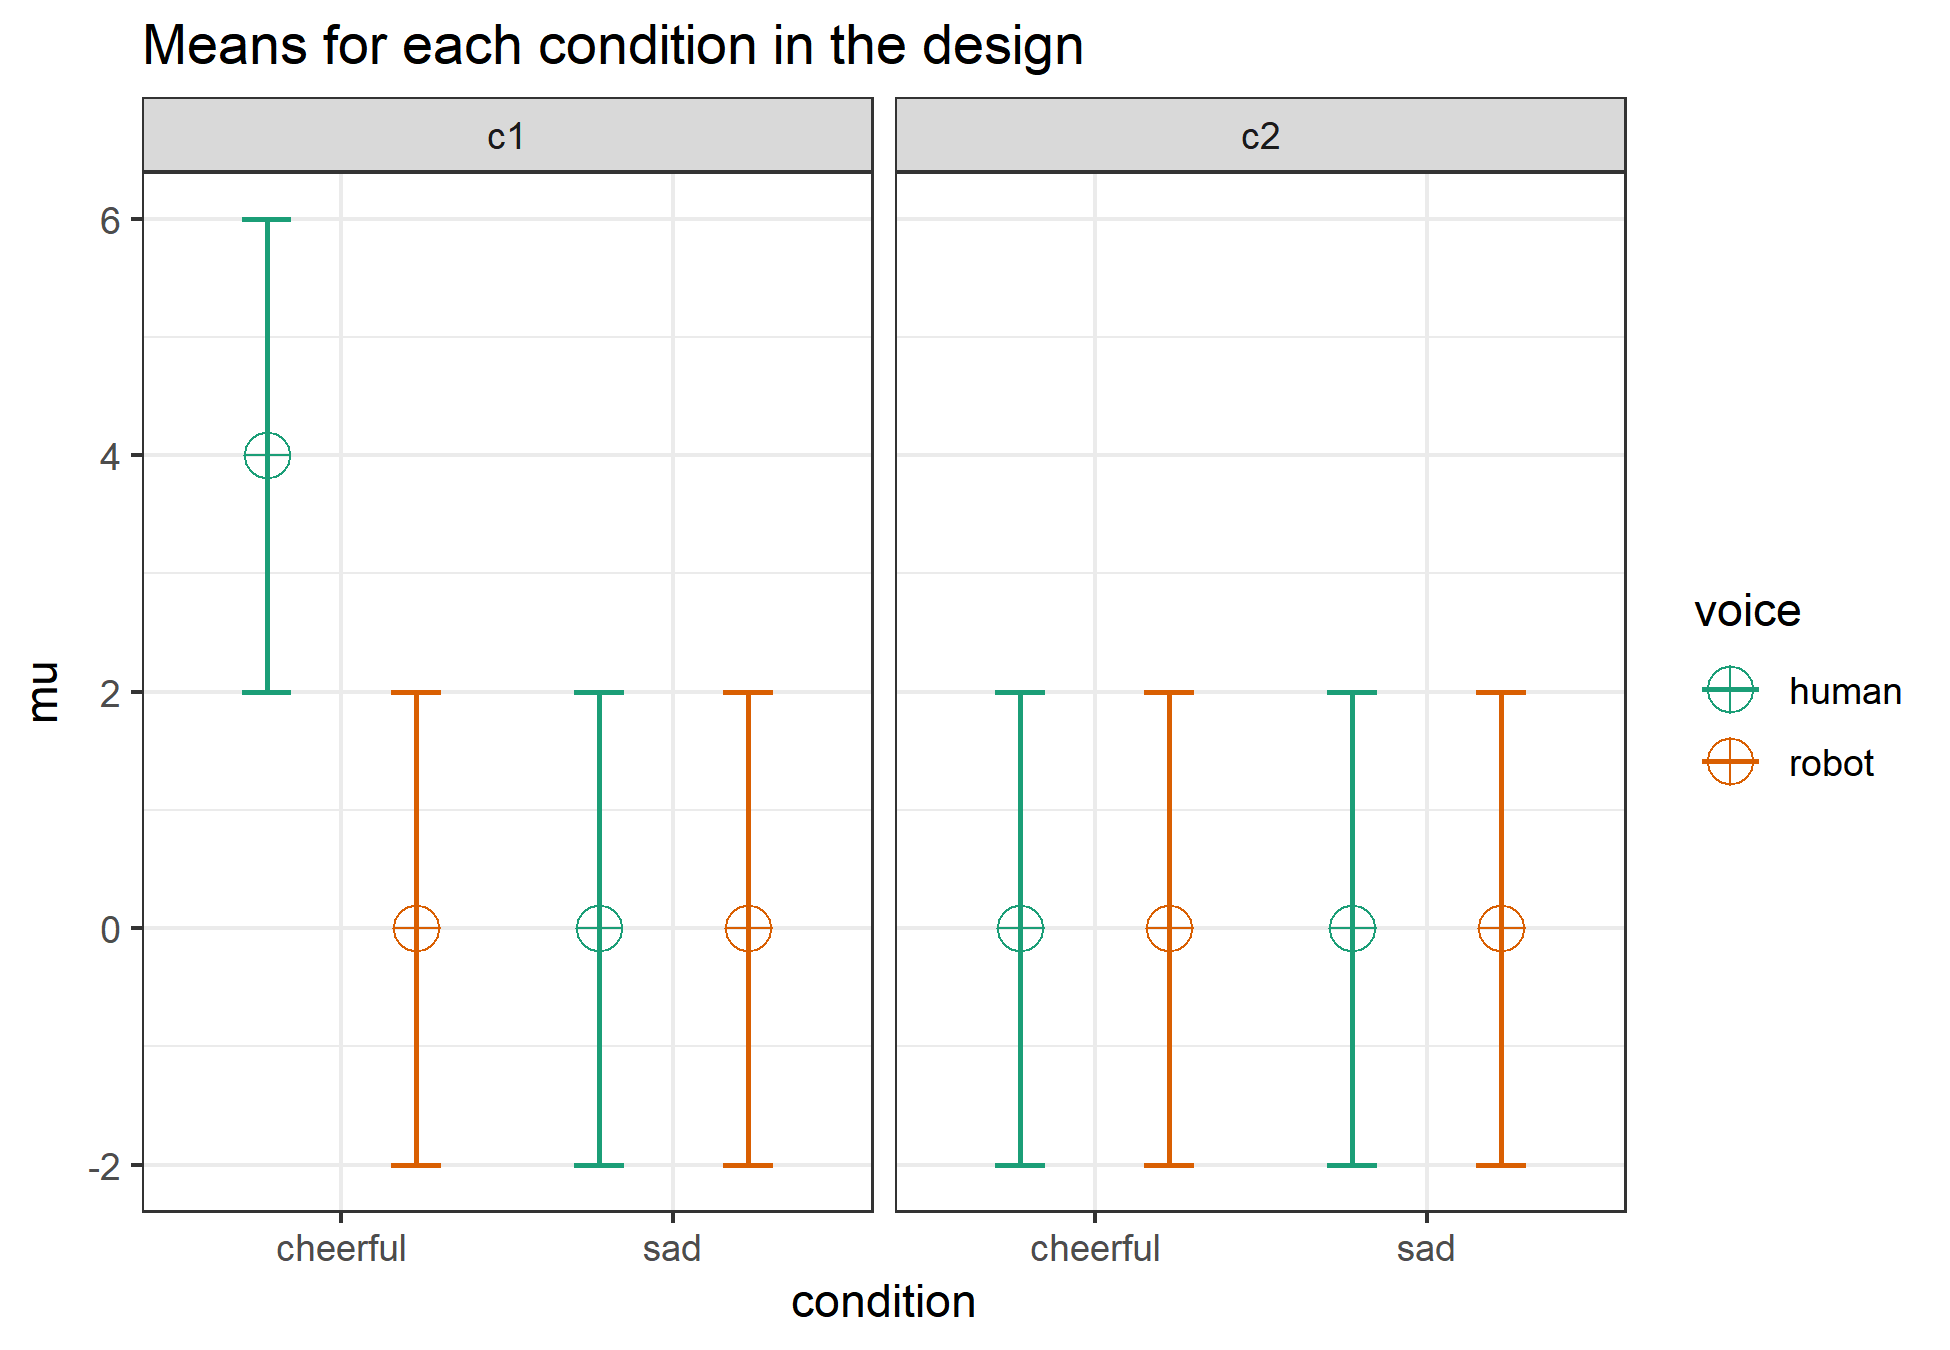 Means for each condition in the design
c1
c2
6
4
2
0
-2
mu
cheerful
sad
cheerful
sad
condition
voice
human
robot